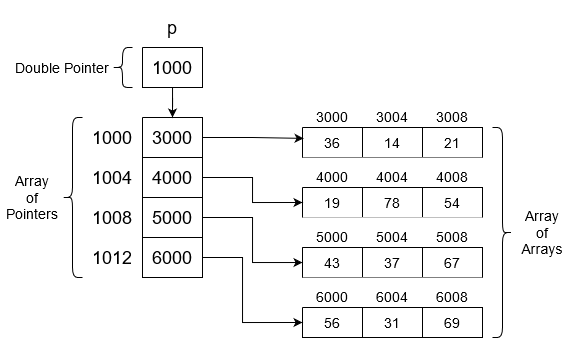 p
Double Pointer
1000
1000 3000
1004 4000
1008 5000
1012 6000
Array
of
Pointers
3000 3004 3008
36 14 21
4000 4004 4008
19 78 54
5000 5004 5008
43 37 67
6000 6004 6008
56 31 69
Array
of
Arrays